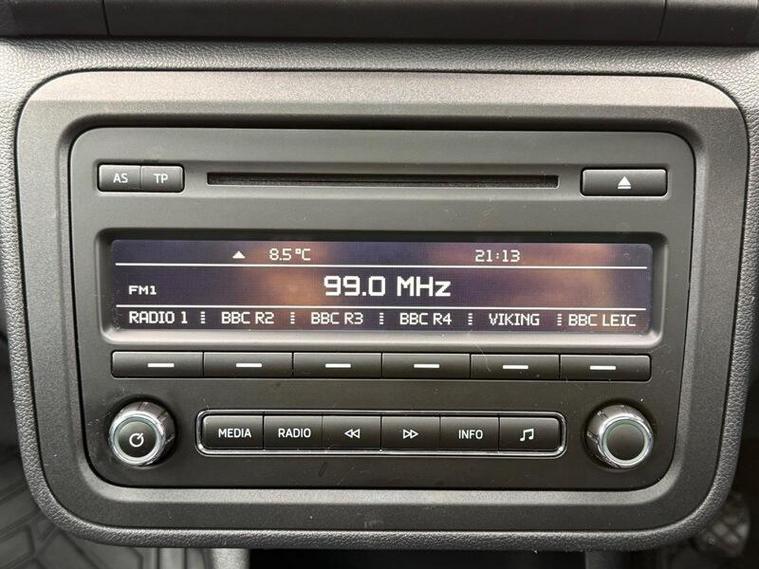 AS TP
8.5°C 21:13
FM1 99.0 MHz
RADIO 1 BBC R2 BBC R3 BBC R4 VIKING BBC LEIC
MEDIA RADIO INFO